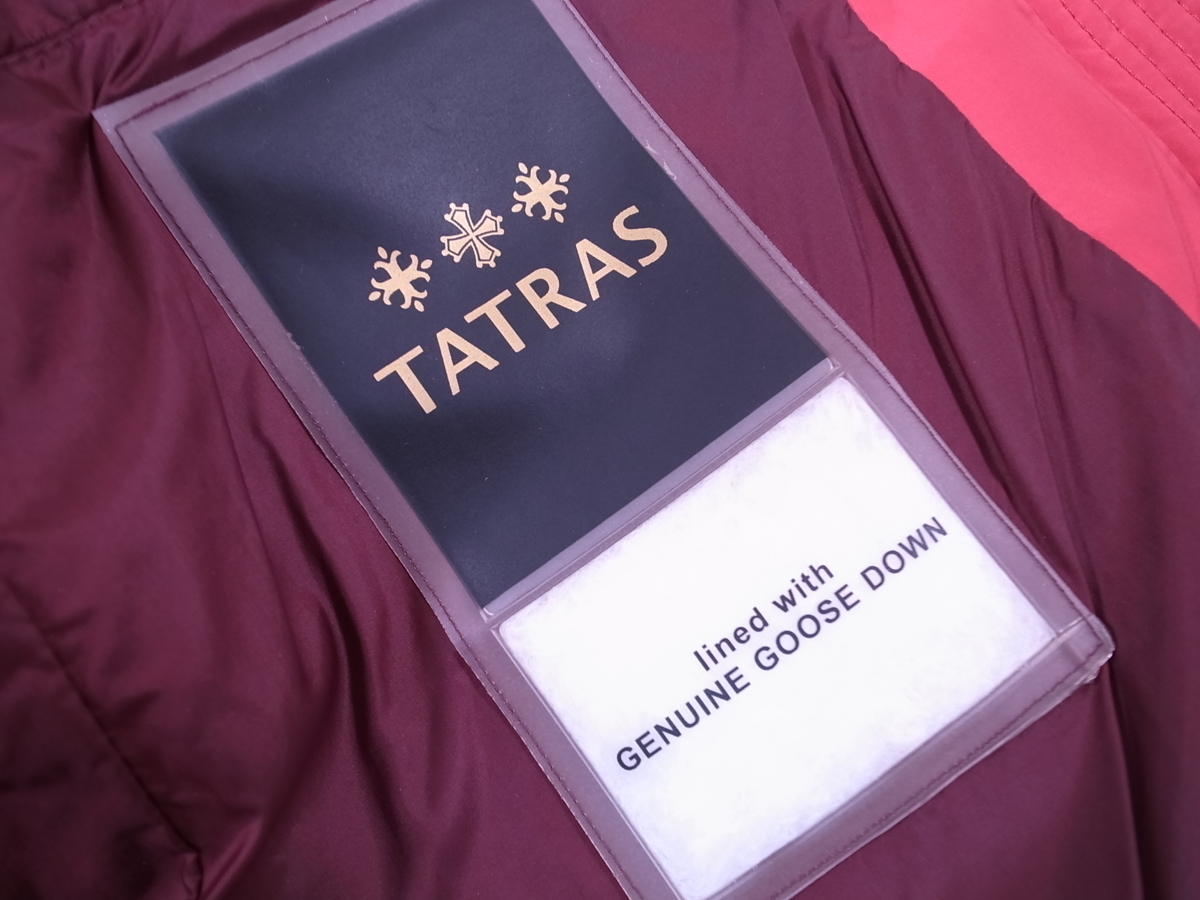 TATRAS
lined with
GENUINE GOOSE DOWN